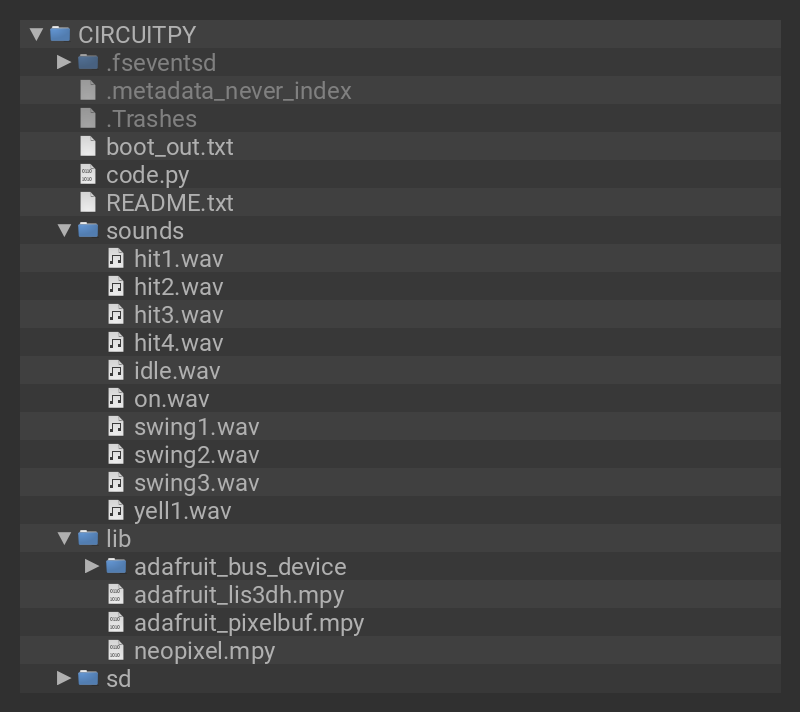 CIRCUITPY
.fseventsd
.metadata_never_index
.Trashes
boot_out.txt
code.py
README.txt
sounds
hit1.wav
hit2.wav
hit3.wav
hit4.wav
idle.wav
on.wav
swing1.wav
swing2.wav
swing3.wav
yell1.wav
lib
adafruit_bus_device
adafruit_lis3dh.mpy
adafruit_pixelbuf.mpy
neopixel.mpy
sd